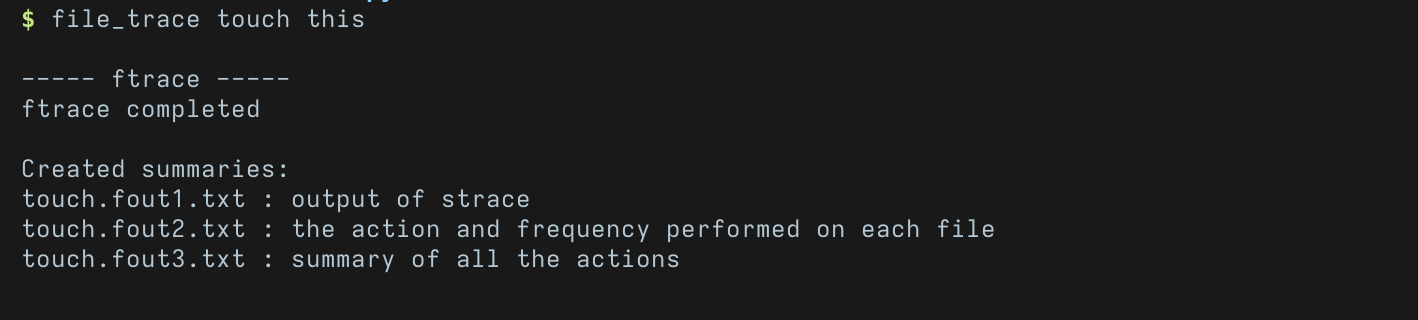 $ file_trace touch this
----- ftrace -----
ftrace completed
Created summaries:
touch.fout1.txt : output of strace
touch.fout2.txt : the action and frequency performed on each file
touch.fout3.txt : summary of all the actions